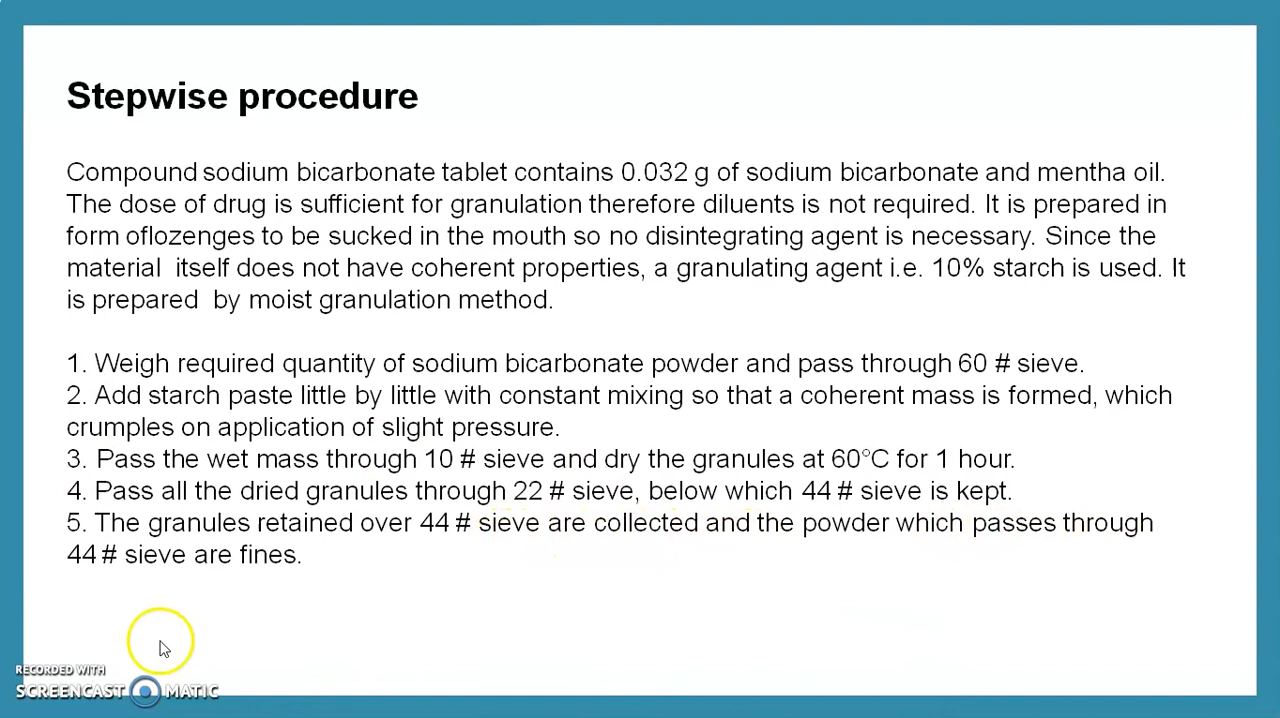 Stepwise procedure
Compound sodium bicarbonate tablet contains 0.032 g of sodium bicarbonate and mentha oil.
The dose of drug is sufficient for granulation therefore diluents is not required. It is prepared in
form oflozenges to be sucked in the mouth so no disintegrating agent is necessary. Since the
material itself does not have coherent properties, a granulating agent i.e. 10% starch is used. It
is prepared by moist granulation method.
1. Weigh required quantity of sodium bicarbonate powder and pass through 60 # sieve.
2. Add starch paste little by little with constant mixing so that a coherent mass is formed, which
crumples on application of slight pressure.
3. Pass the wet mass through 10 # sieve and dry the granules at 60°C for 1 hour.
4. Pass all the dried granules through 22 # sieve, below which 44 # sieve is kept.
5. The granules retained over 44 # sieve are collected and the powder which passes through
44 # sieve are fines.
RECORDED WITH
SCREENCAST MATIC